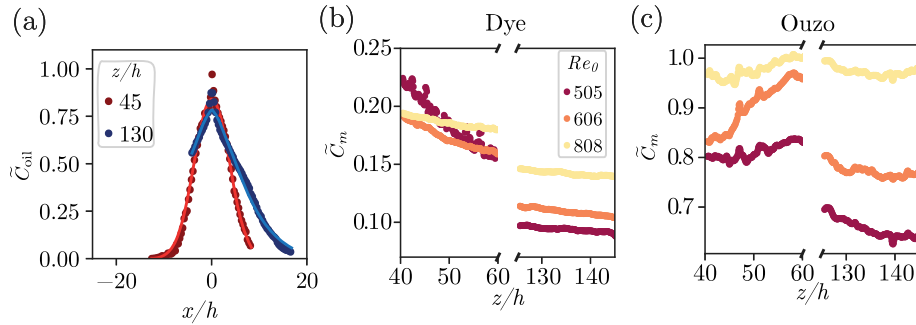 (a)
z/h
45
130
1.00
0.75
0.50
0.25
0.00
C̃oil
−20
0
20
x/h
(b)
Dye
0.25
0.20
0.15
0.10
C̃m
Re0
505
606
808
40
50
60
130
140
z/h
(c)
Ouzo
1.0
0.9
0.8
0.7
C̃m
40
50
60
130
140
z/h